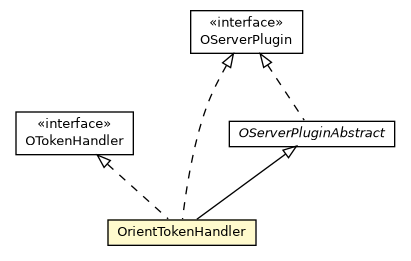 «interface»
OServerPlugin
«interface»
OTokenHandler
OServerPluginAbstract
OrientTokenHandler